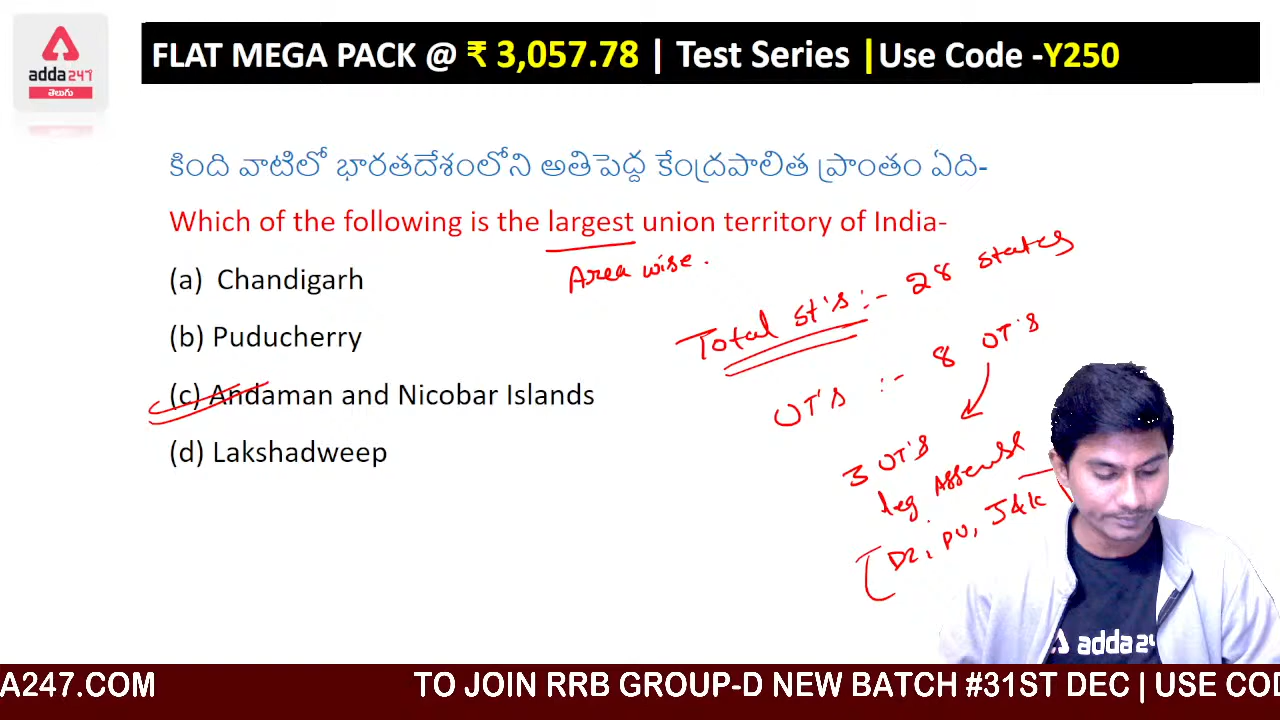 FLAT MEGA PACK @ ₹ 3,057.78 | Test Series |Use Code -Y250
adda247
తెలుగు
కింది వాటిలో భారతదేశంలోని అతిపెద్ద కేంద్రపాలిత ప్రాంతం ఏది-
Which of the following is the largest union territory of India-
Area wise.
(a) Chandigarh
(b) Puducherry
(c) Andaman and Nicobar Islands
(d) Lakshadweep
Total St's :- 28 states
UT's :- 8 UT's
3 UT's
leg
PU, J&K
adda24
A247.COM
TO JOIN RRB GROUP-D NEW BATCH #31ST DEC | USE COD